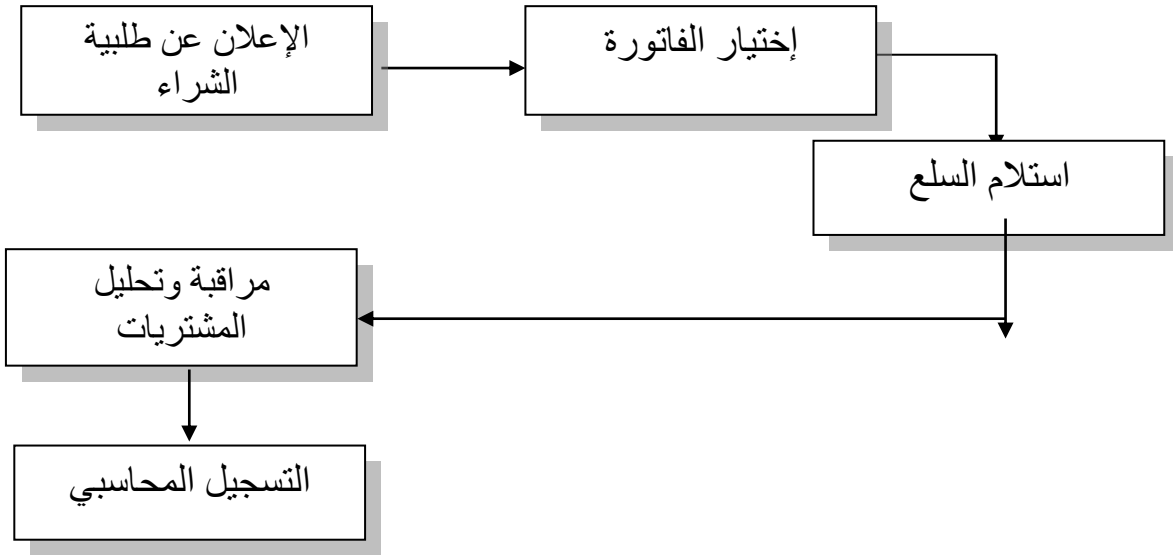 الإعلان عن طلبية
الشراء
إختيار الفاتورة
استلام السلع
مراقبة وتحليل
المشتريات
التسجيل المحاسبي